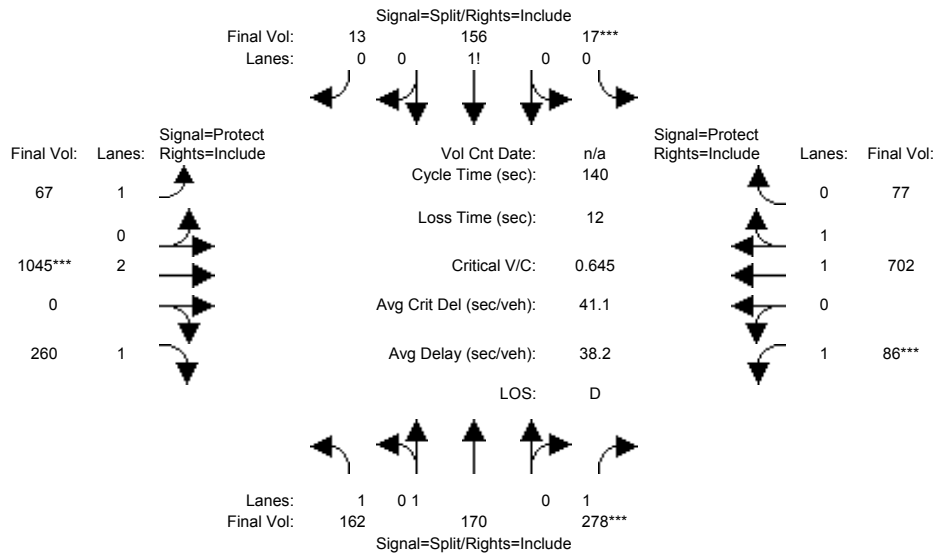 Signal=Split/Rights=Include
Final Vol: 13 156 17***
Lanes: 0 0 1! 0 0
Signal=Protect Signal=Protect
Final Vol: Lanes: Rights=Include Vol Cnt Date: n/a Rights=Include Lanes: Final Vol:
Cycle Time (sec): 140
67 1 0 77
Loss Time (sec): 12
0 1
1045*** 2 Critical V/C: 0.645 1 702
0 Avg Crit Del (sec/veh): 41.1 0
260 1 Avg Delay (sec/veh): 38.2 1 86***
LOS: D
Lanes: 1 0 1 0 1
Final Vol: 162 170 278***
Signal=Split/Rights=Include